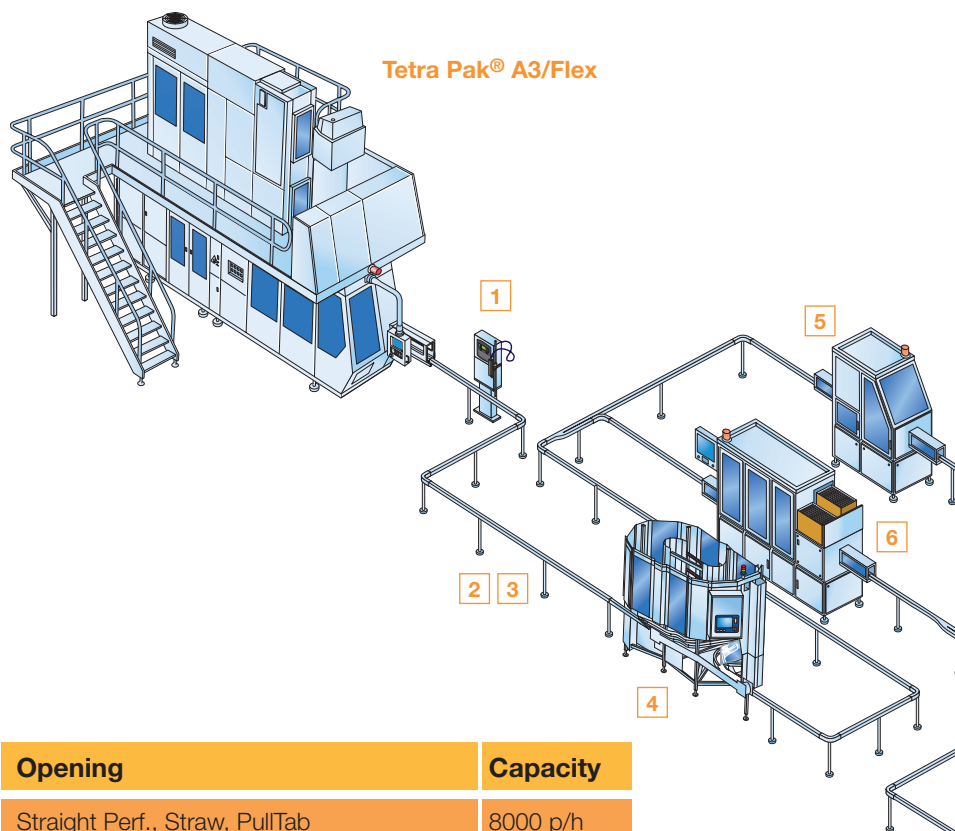 Tetra Pak® A3/Flex
1
5
6
2 3
4
Opening Capacity
Straight Perf., Straw, PullTab 8000 p/h